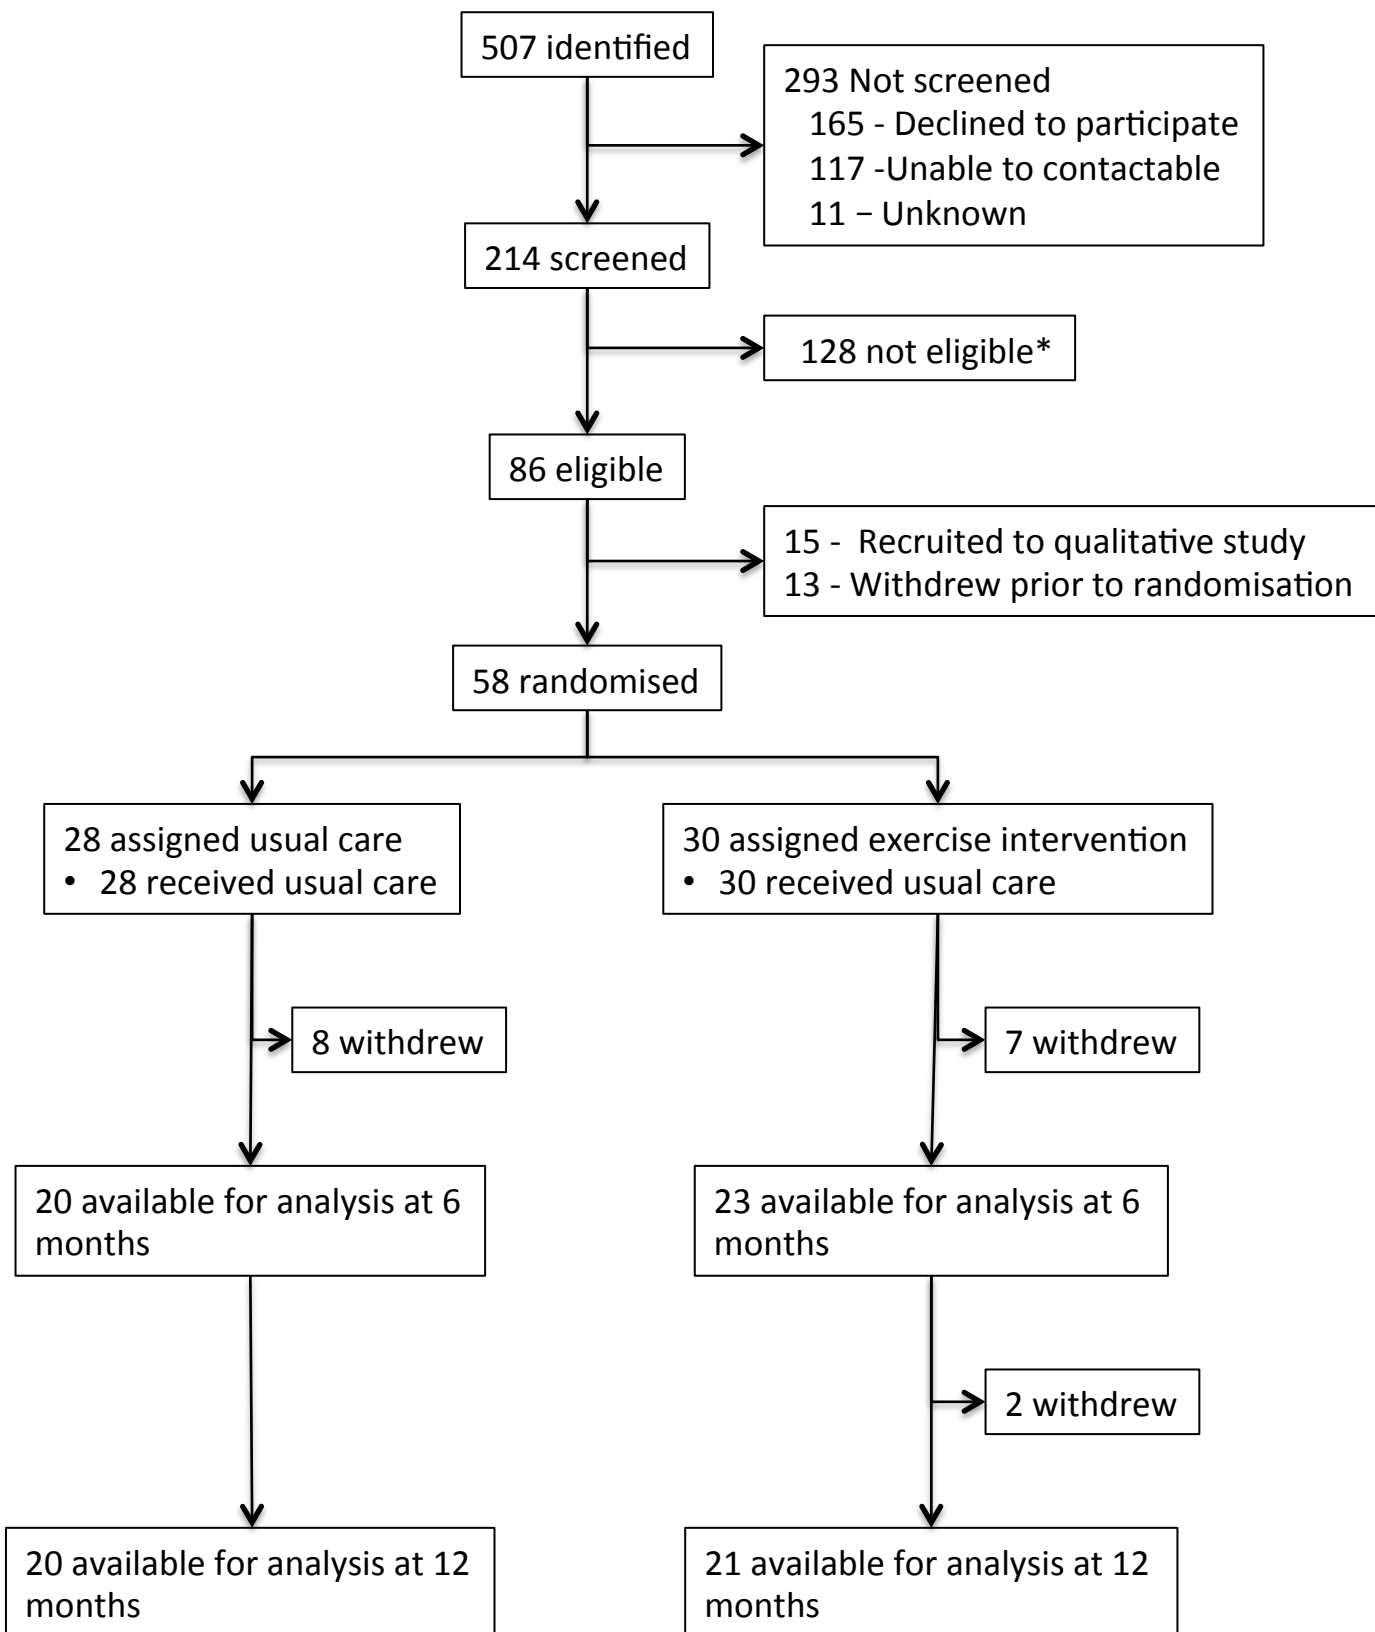 507 identified
293 Not screened
165 - Declined to participate
117 -Unable to contactable
11 – Unknown
214 screened
128 not eligible*
86 eligible
15 -  Recruited to qualitative study
13 - Withdrew prior to randomisation
58 randomised
28 assigned usual care
• 28 received usual care
30 assigned exercise intervention
• 30 received usual care
8 withdrew
7 withdrew
20 available for analysis at 6
months
23 available for analysis at 6
months
2 withdrew
20 available for analysis at 12
months
21 available for analysis at 12
months